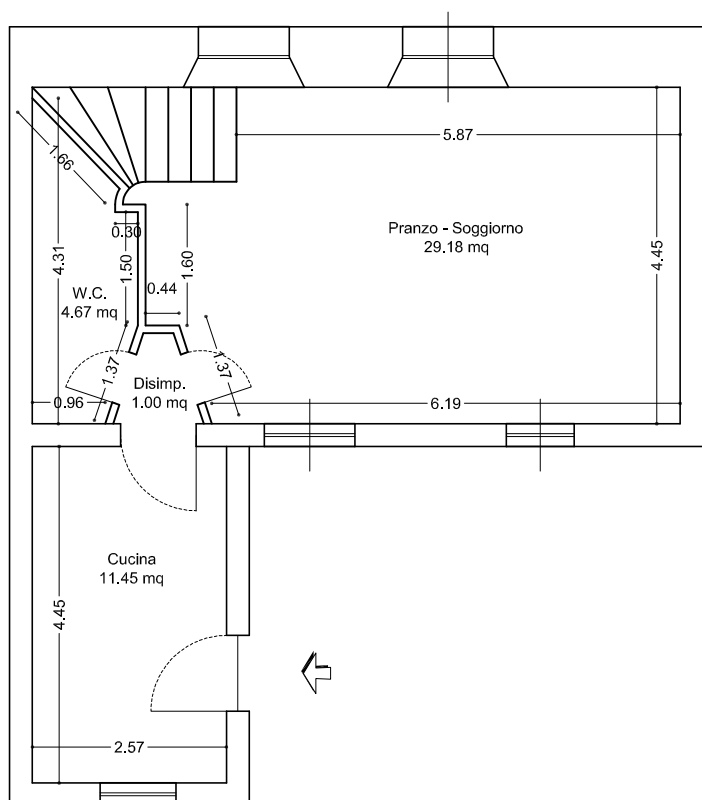 5.87
1.66
Pranzo - Soggiorno
29.18 mq
4.31
0.30
1.50
1.60
4.45
W.C.
4.67 mq
0.44
1.37
1.37
Disimp.
1.00 mq
0.96
6.19
Cucina
11.45 mq
4.45
2.57